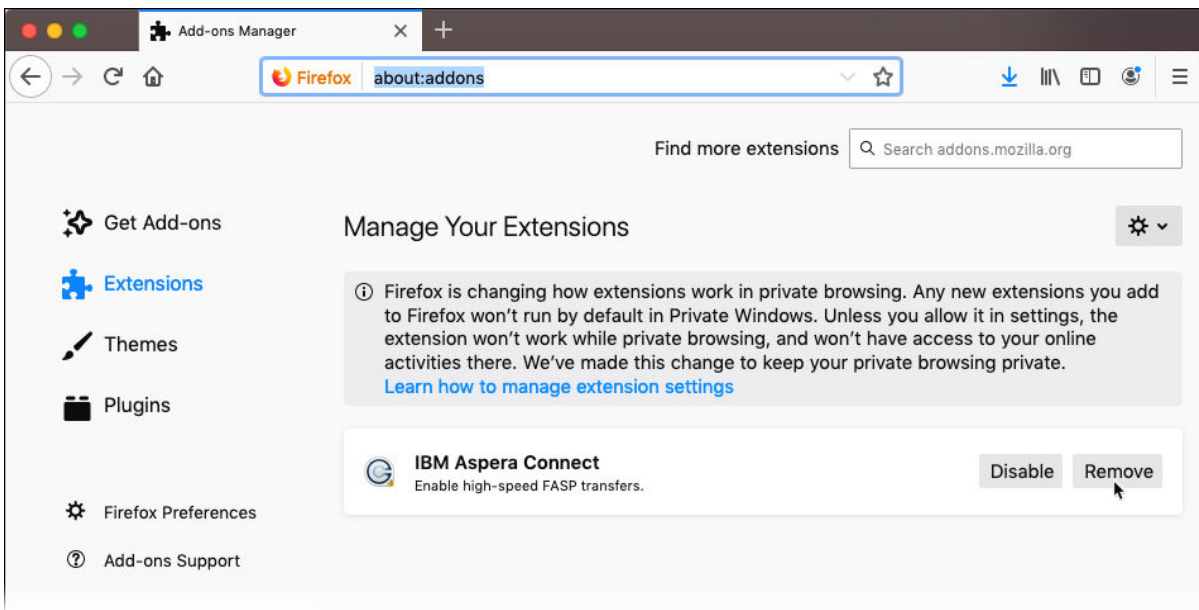 Add-ons Manager
Firefox about:addons
Find more extensions Search addons.mozilla.org
Get Add-ons
Manage Your Extensions
Extensions
Firefox is changing how extensions work in private browsing. Any new extensions you add
to Firefox won’t run by default in Private Windows. Unless you allow it in settings, the
extension won’t work while private browsing, and won’t have access to your online
activities there. We’ve made this change to keep your private browsing private.
Learn how to manage extension settings
Themes
Plugins
IBM Aspera Connect
Enable high-speed FASP transfers.
Disable Remove
Firefox Preferences
Add-ons Support